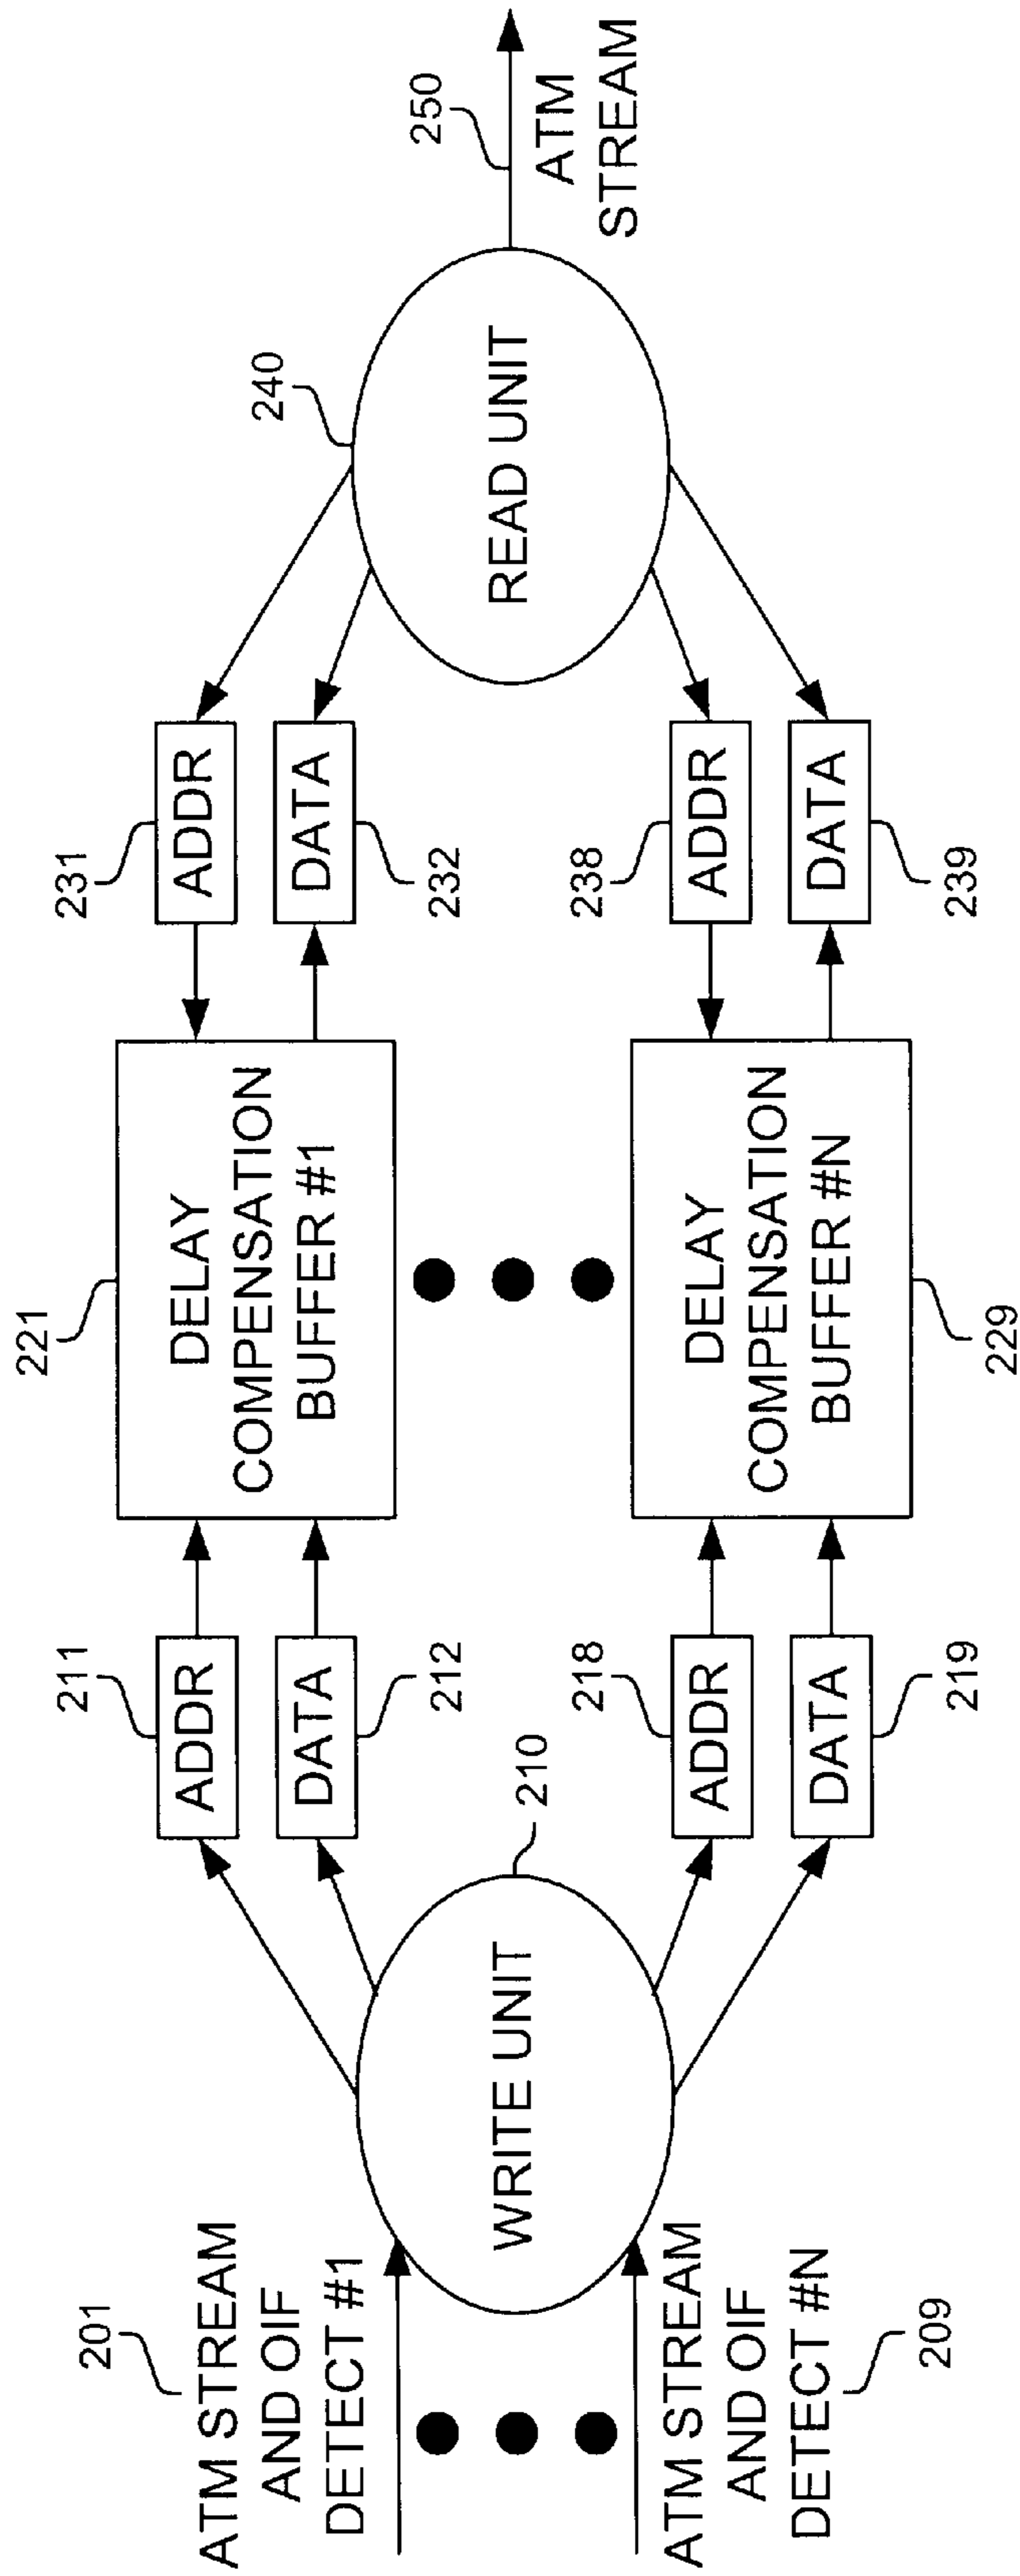 201
ATM STREAM
AND OIF
DETECT #1
ATM STREAM
AND OIF
DETECT #N
209
WRITE UNIT
210
211
ADDR
DATA
212
218
ADDR
DATA
219
221
DELAY
COMPENSATION
BUFFER #1
DELAY
COMPENSATION
BUFFER #N
229
231
ADDR
DATA
232
238
ADDR
DATA
239
240
READ UNIT
250
ATM
STREAM